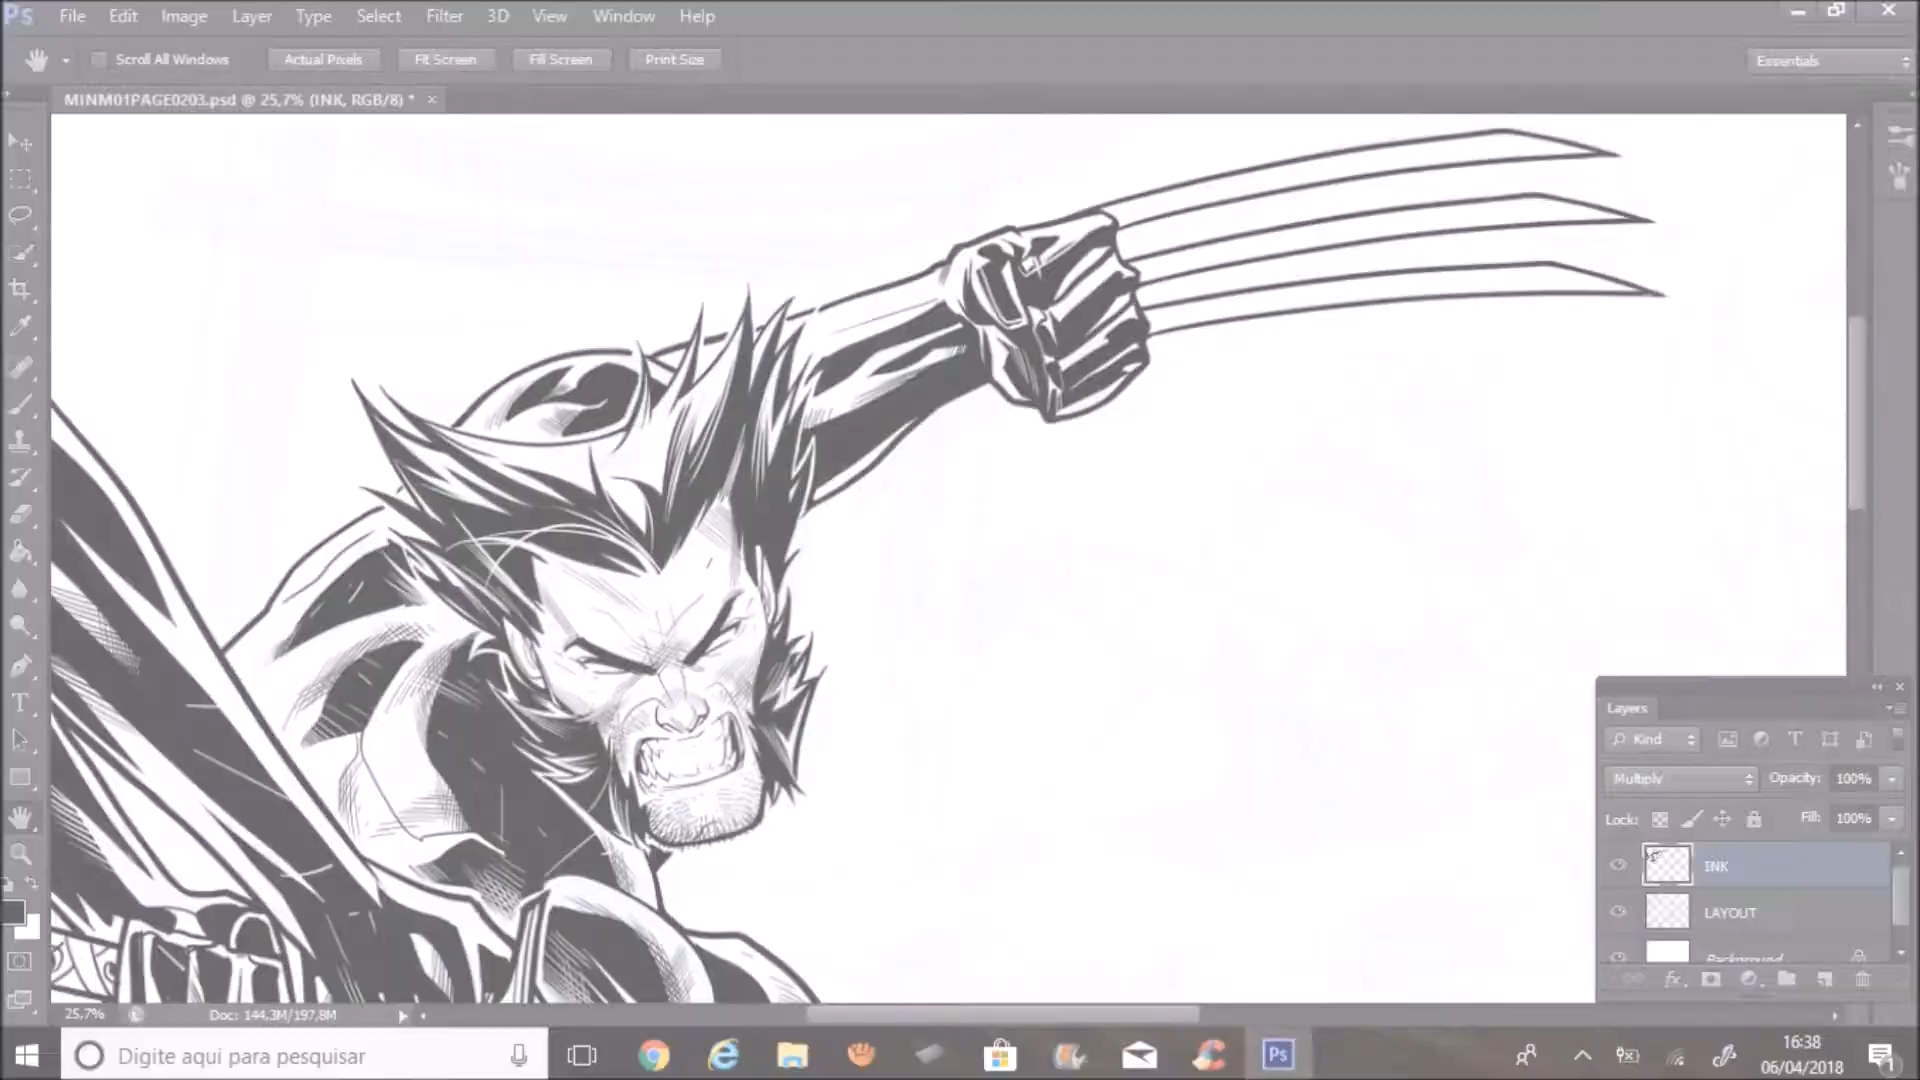 Ps File Edit Image Layer Type Select Filter 3D View Window Help
Scroll All Windows Actual Pixels Fit Screen Fill Screen Print Size Essentials
MINM01PAGE0203.psd @ 25,7% (INK, RGB/8) * ×
Layers
Kind
Multiply Opacity: 100%
Lock: Fill: 100%
INK
LAYOUT
Background
25,7% Doc: 144,3M/197,8M
Digite aqui para pesquisar
Ps
16:38
06/04/2018
1